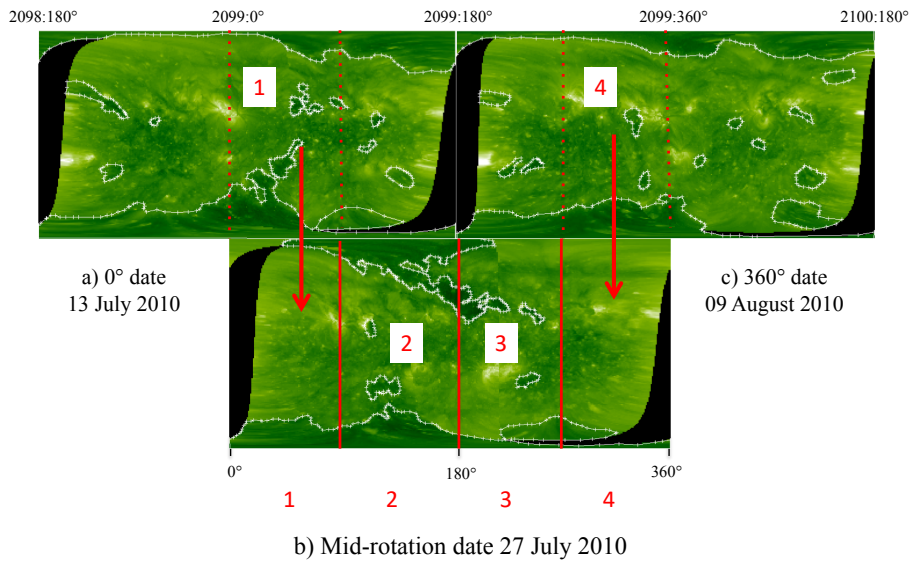 2098:180° 2099:0° 2099:180° 2099:360° 2100:180°
1 4
a) 0° date
13 July 2010
c) 360° date
09 August 2010
2 3
0° 180° 360°
1 2 3 4
b) Mid-rotation date 27 July 2010